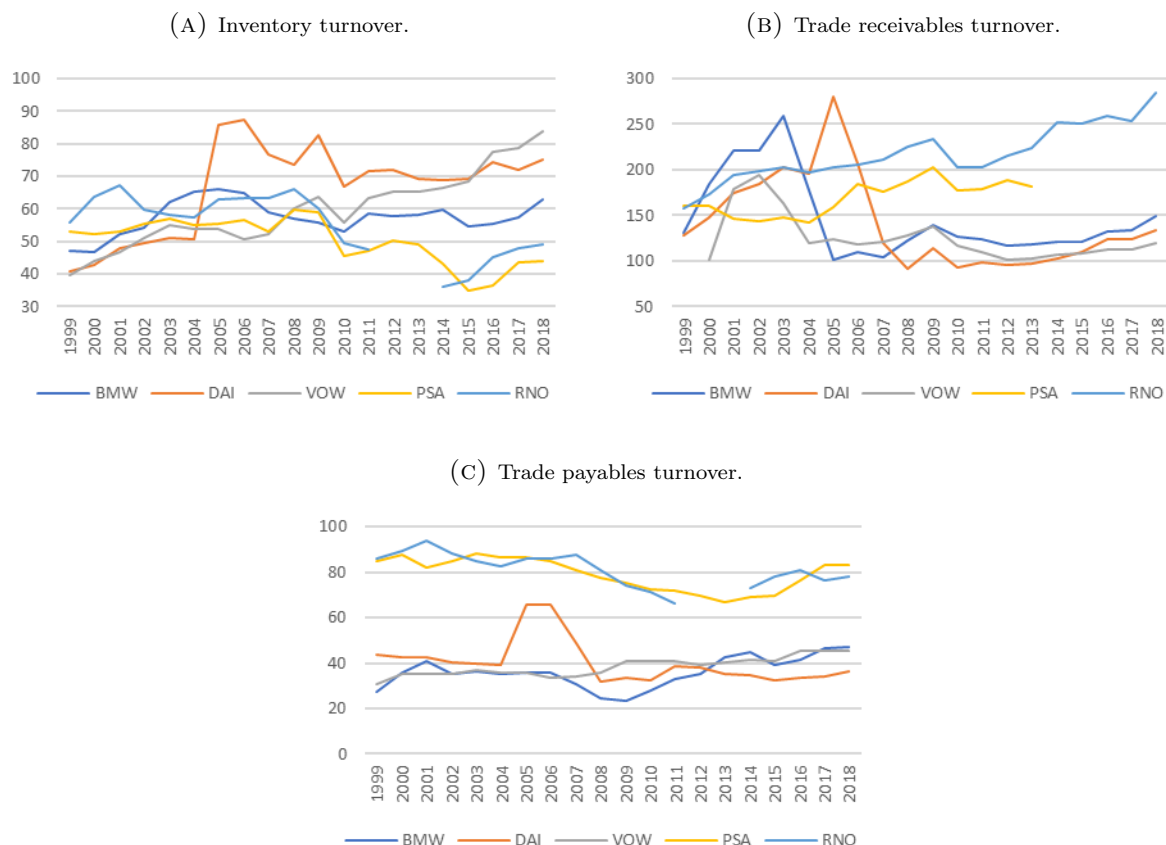 (A) Inventory turnover.
100
90
80
70
60
50
40
30
1999 2000 2001 2002 2003 2004 2005 2006 2007 2008 2009 2010 2011 2012 2013 2014 2015 2016 2017 2018
BMW DAI VOW PSA RNO
(B) Trade receivables turnover.
300
250
200
150
100
50
1999 2000 2001 2002 2003 2004 2005 2006 2007 2008 2009 2010 2011 2012 2013 2014 2015 2016 2017 2018
BMW DAI VOW PSA RNO
(C) Trade payables turnover.
100
80
60
40
20
0
1999 2000 2001 2002 2003 2004 2005 2006 2007 2008 2009 2010 2011 2012 2013 2014 2015 2016 2017 2018
BMW DAI VOW PSA RNO